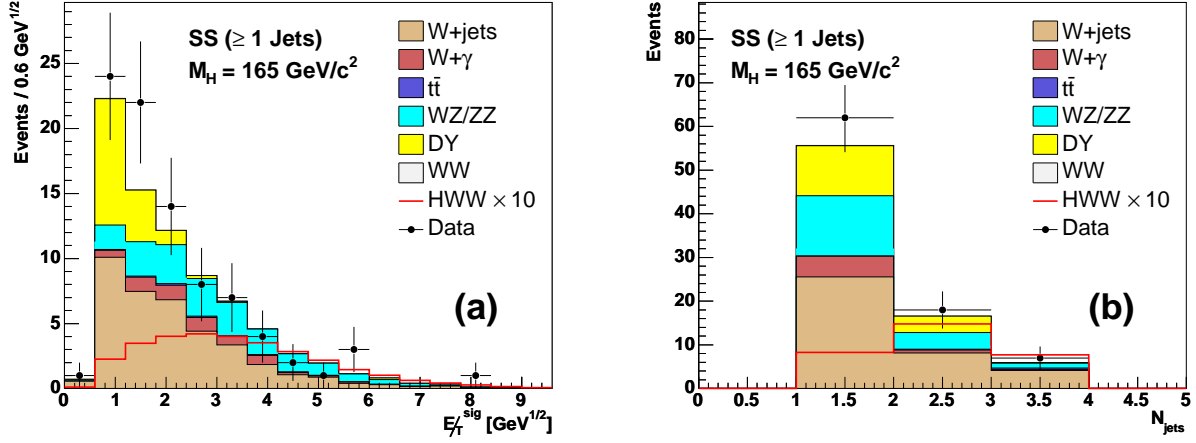 Events / 0.6 GeV^1/2
25
20
15
10
5
0
SS (≥ 1 Jets)
M_H = 165 GeV/c²
W+jets
W+γ
tt̄
WZ/ZZ
DY
WW
HWW × 10
Data
(a)
0 1 2 3 4 5 6 7 8 9
E̸_T^sig [GeV^1/2]
Events
80
70
60
50
40
30
20
10
0
SS (≥ 1 Jets)
M_H = 165 GeV/c²
W+jets
W+γ
tt̄
WZ/ZZ
DY
WW
HWW × 10
Data
(b)
0 0.5 1 1.5 2 2.5 3 3.5 4 4.5 5
N_jets